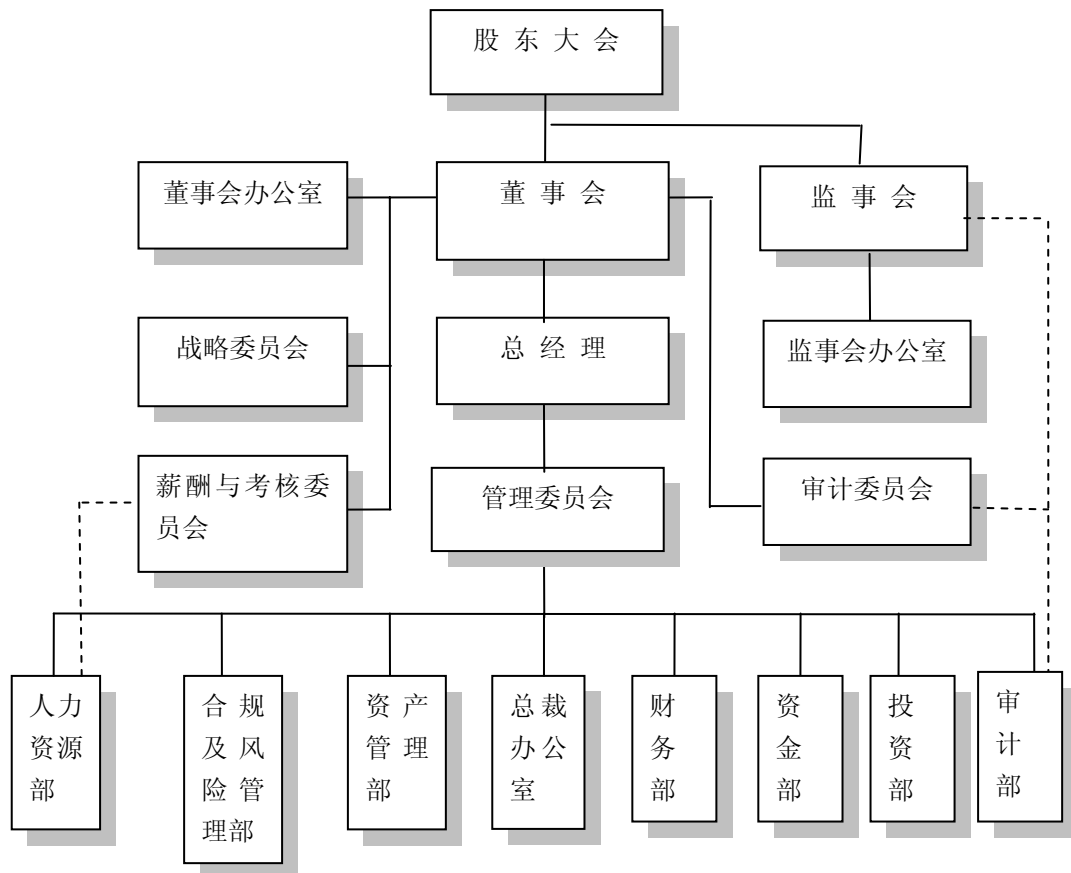 股东大会
董事会办公室
董事会
监事会
战略委员会
总经理
监事会办公室
薪酬与考核委
员会
管理委员会
审计委员会
人力
资源
部
合规
及风
险管
理部
资产
管理
部
总裁
办公
室
财
务
部
资
金
部
投
资
部
审
计
部